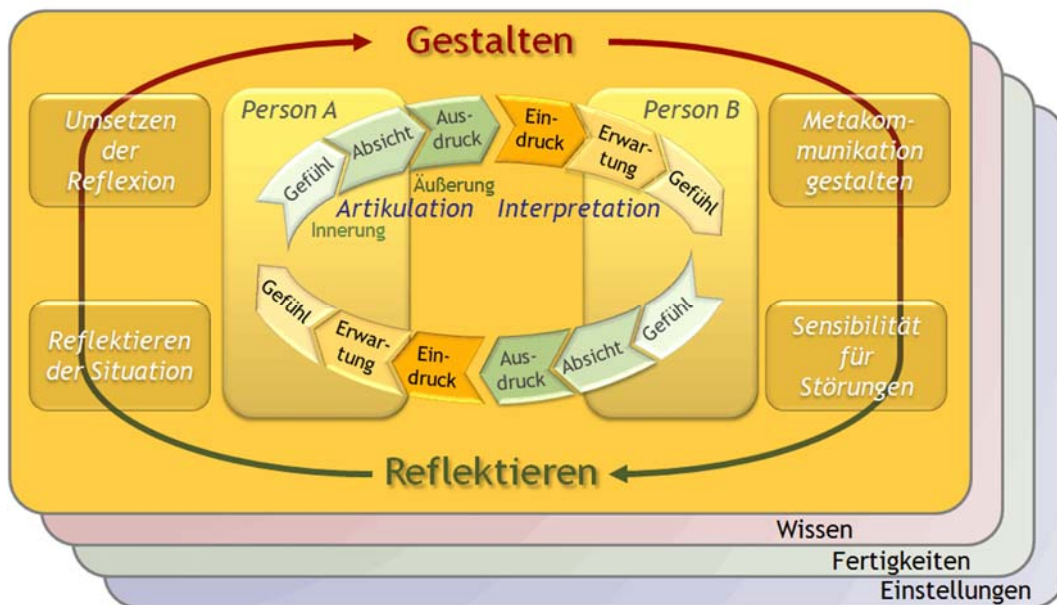 Gestalten
Umsetzen
der
Reflexion
Person A
Person B
Metakom-
munikation
gestalten
Gefühl
Absicht
Aus-
druck
Ein-
druck
Erwar-
tung
Gefühl
Äußerung
Artikulation
Interpretation
Innerung
Gefühl
Erwar-
tung
Ein-
druck
Aus-
druck
Absicht
Gefühl
Reflektieren
der Situation
Sensibilität
für
Störungen
Reflektieren
Wissen
Fertigkeiten
Einstellungen